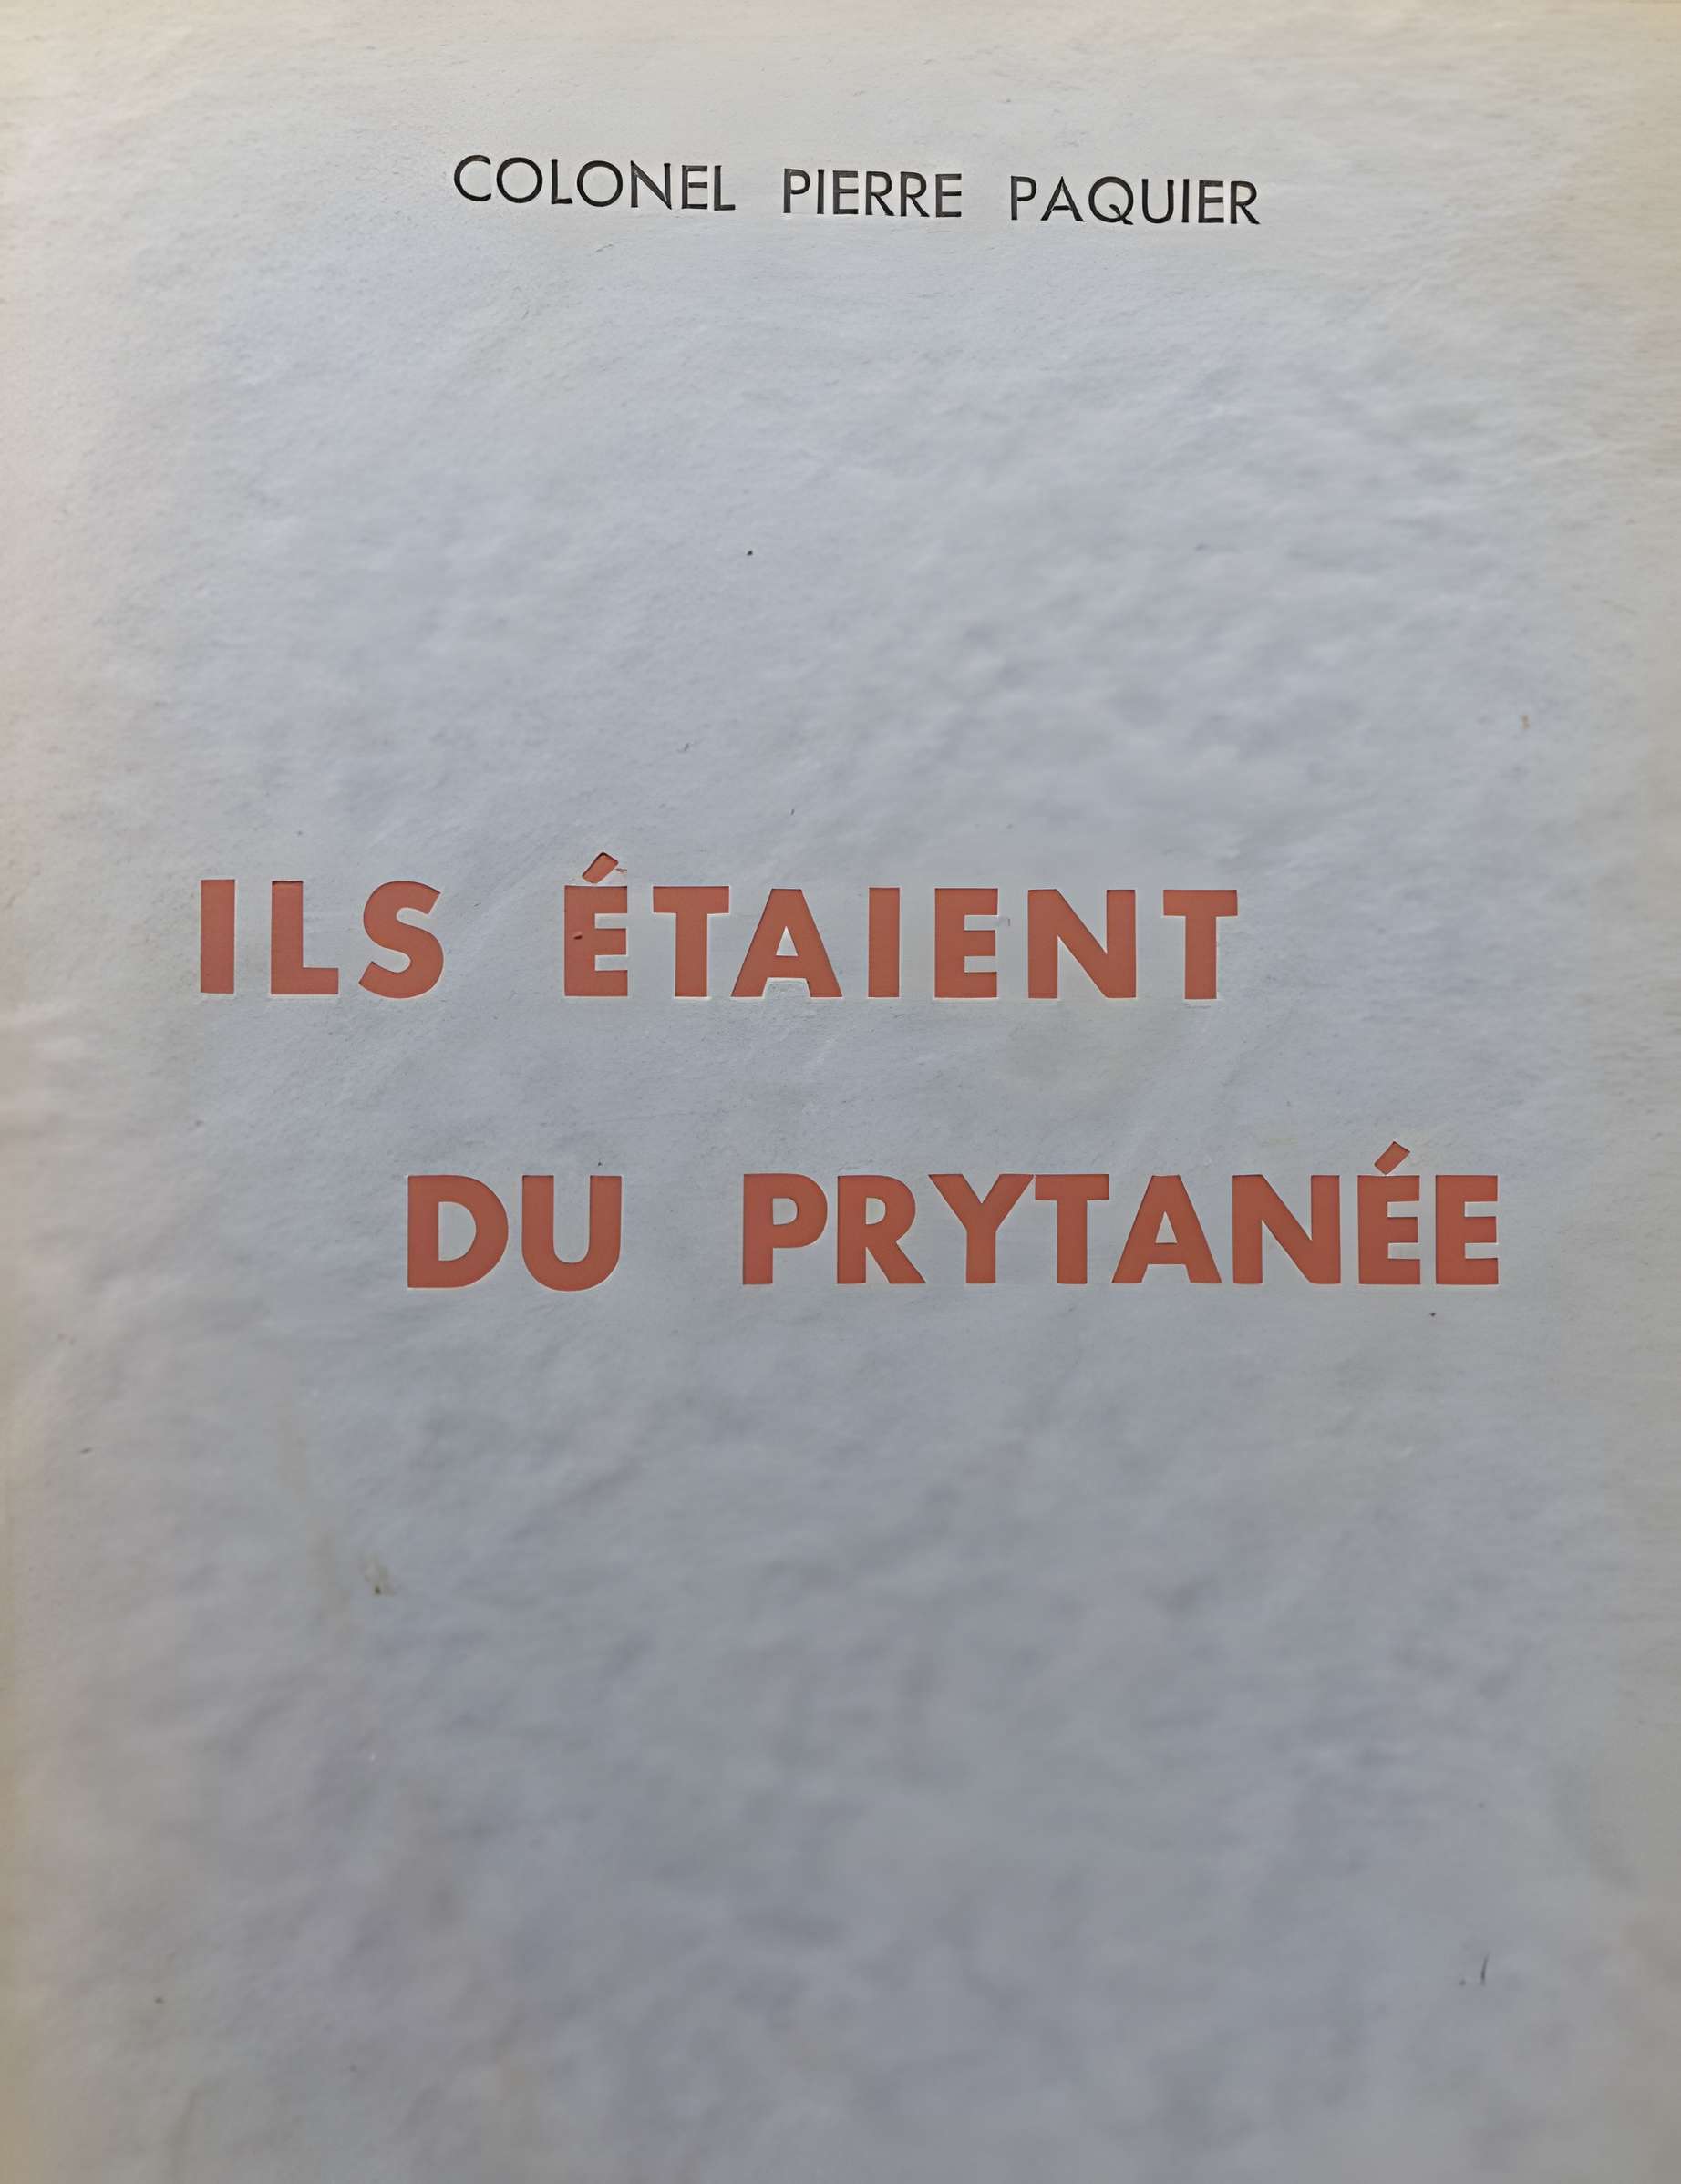 COLONEL PIERRE PAQUIER
ILS ÉTAIENT
DU PRYTANÉE